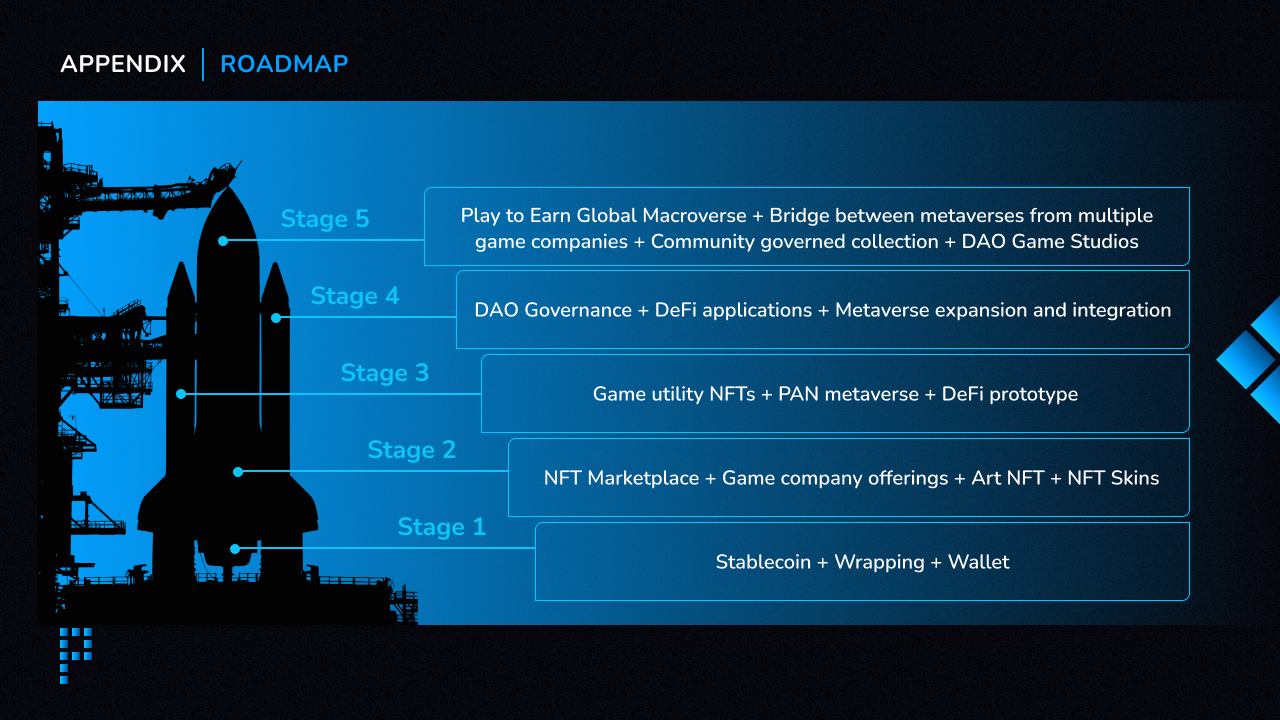 APPENDIX | ROADMAP
Stage 5
Play to Earn Global Macroverse + Bridge between metaverses from multiple
game companies + Community governed collection + DAO Game Studios
Stage 4
DAO Governance + DeFi applications + Metaverse expansion and integration
Stage 3
Game utility NFTs + PAN metaverse + DeFi prototype
Stage 2
NFT Marketplace + Game company offerings + Art NFT + NFT Skins
Stage 1
Stablecoin + Wrapping + Wallet